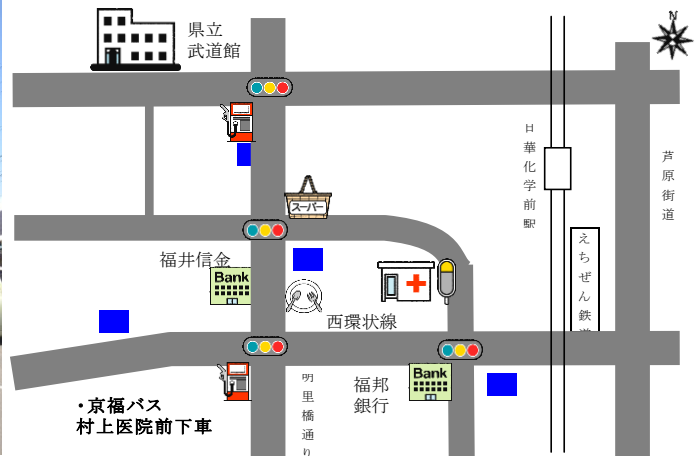 県立
武道館
N
日華化学前駅
芦原街道
スーパー
えちぜん鉄道
福井信金
Bank
西環状線
明里橋通り
福邦
銀行
Bank
・京福バス
村上医院前下車